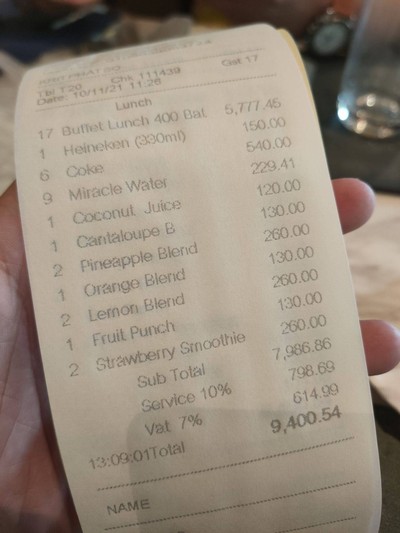 Tbl T20 Chk 111439 Gst 17
Date: 10/11/21 11:26
Lunch
17 Buffet Lunch 400 Bat 5,777.45
1 Heineken (330ml) 150.00
6 Coke 540.00
9 Miracle Water 229.41
1 Coconut Juice 120.00
1 Cantaloupe B 130.00
2 Pineapple Blend 260.00
1 Orange Blend 130.00
2 Lemon Blend 260.00
1 Fruit Punch 130.00
2 Strawberry Smoothie 260.00
Sub Total 7,986.86
Service 10% 798.69
Vat 7% 614.99
13:09:01Total 9,400.54
NAME